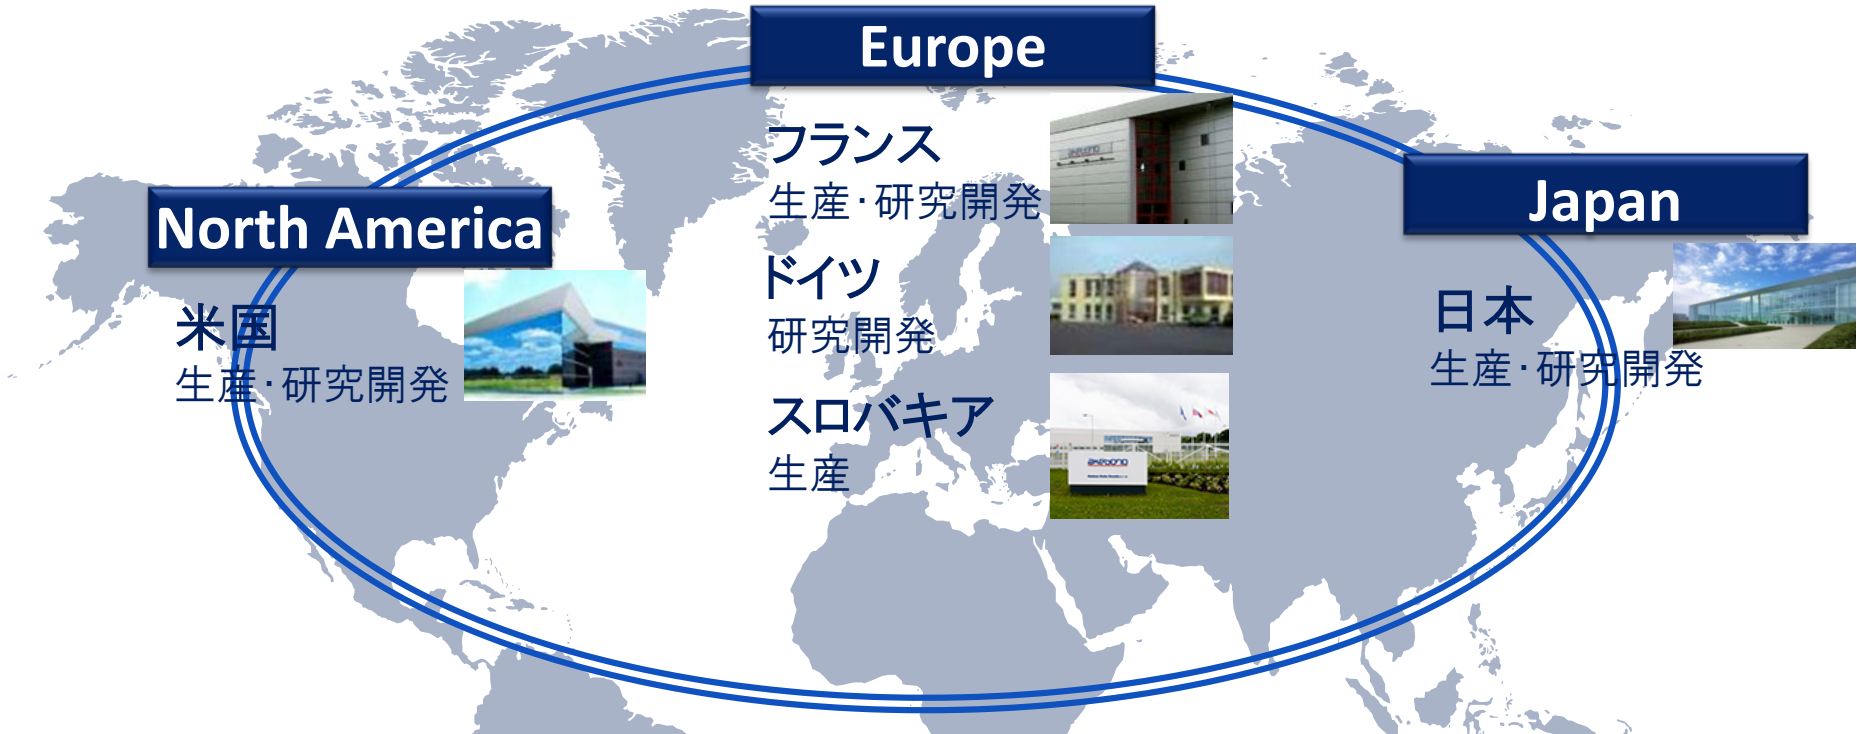 Europe
フランス
生産・研究開発
ドイツ
研究開発
スロバキア
生産
North America
米国
生産・研究開発
Japan
日本
生産・研究開発
akebono